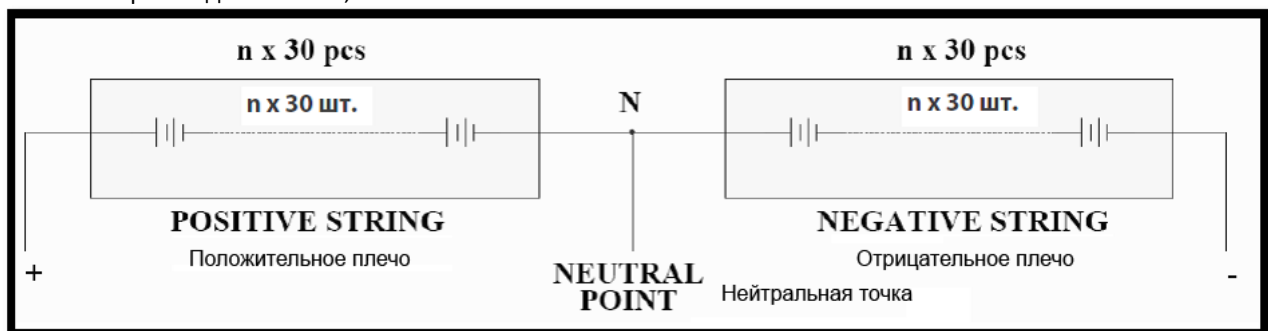 n x 30 pcs
n x 30 pcs
n x 30 шт.
N
n x 30 шт.
POSITIVE STRING
NEGATIVE STRING
Положительное плечо
Отрицательное плечо
+
NEUTRAL
POINT
-
Нейтральная точка